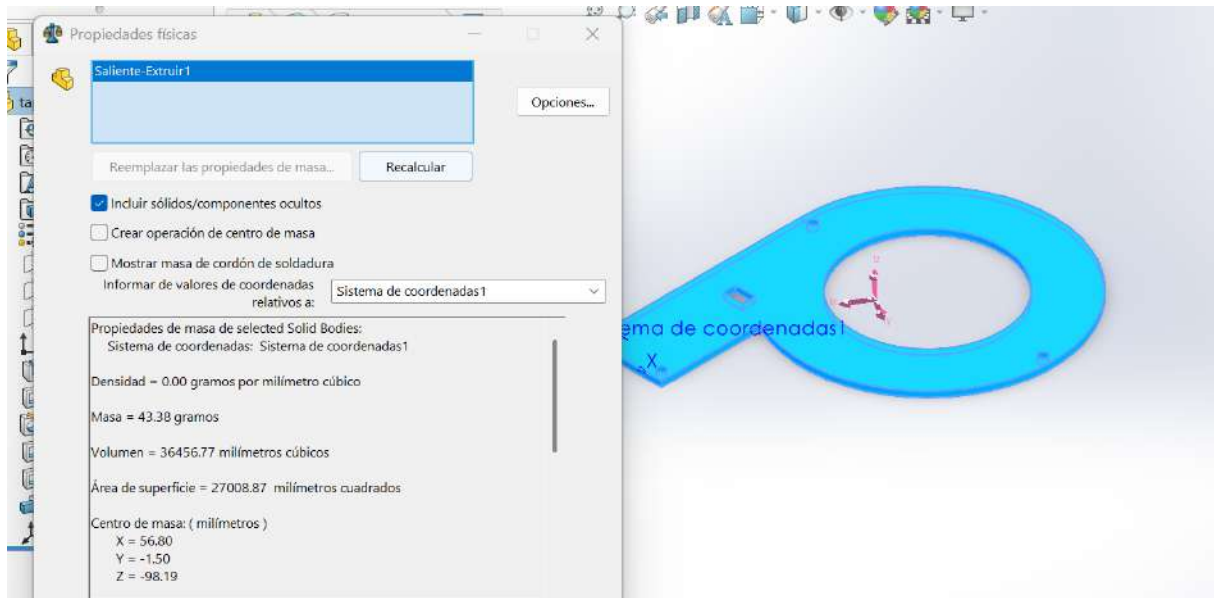 Propiedades físicas
Saliente-Extruir1
Opciones...
Reemplazar las propiedades de masa...
Recalcular
Incluir sólidos/componentes ocultos
Crear operación de centro de masa
Mostrar masa de cordón de soldadura
Informar de valores de coordenadas
relativos a:
Sistema de coordenadas1
Propiedades de masa de selected Solid Bodies:
Sistema de coordenadas: Sistema de coordenadas1
Densidad = 0.00 gramos por milímetro cúbico
Masa = 43.38 gramos
Volumen = 36456.77 milímetros cúbicos
Área de superficie = 27008.87 milímetros cuadrados
Centro de masa: ( milímetros )
X = 56.80
Y = -1.50
Z = -98.19
ta
ema de coordenadas1
X